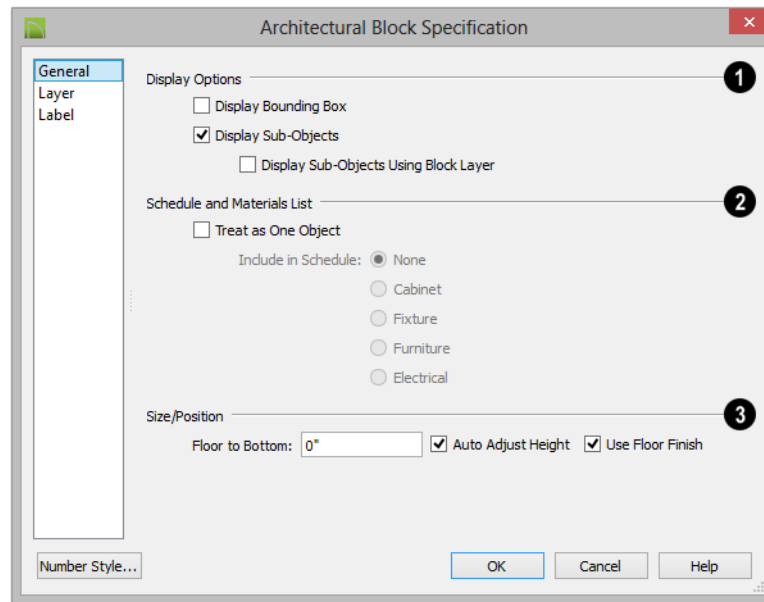 Architectural Block Specification
General
Layer
Label
Display Options
1
Display Bounding Box
Display Sub-Objects
Display Sub-Objects Using Block Layer
Schedule and Materials List
2
Treat as One Object
Include in Schedule: None
Cabinet
Fixture
Furniture
Electrical
Size/Position
3
Floor to Bottom: 0" Auto Adjust Height Use Floor Finish
Number Style... OK Cancel Help